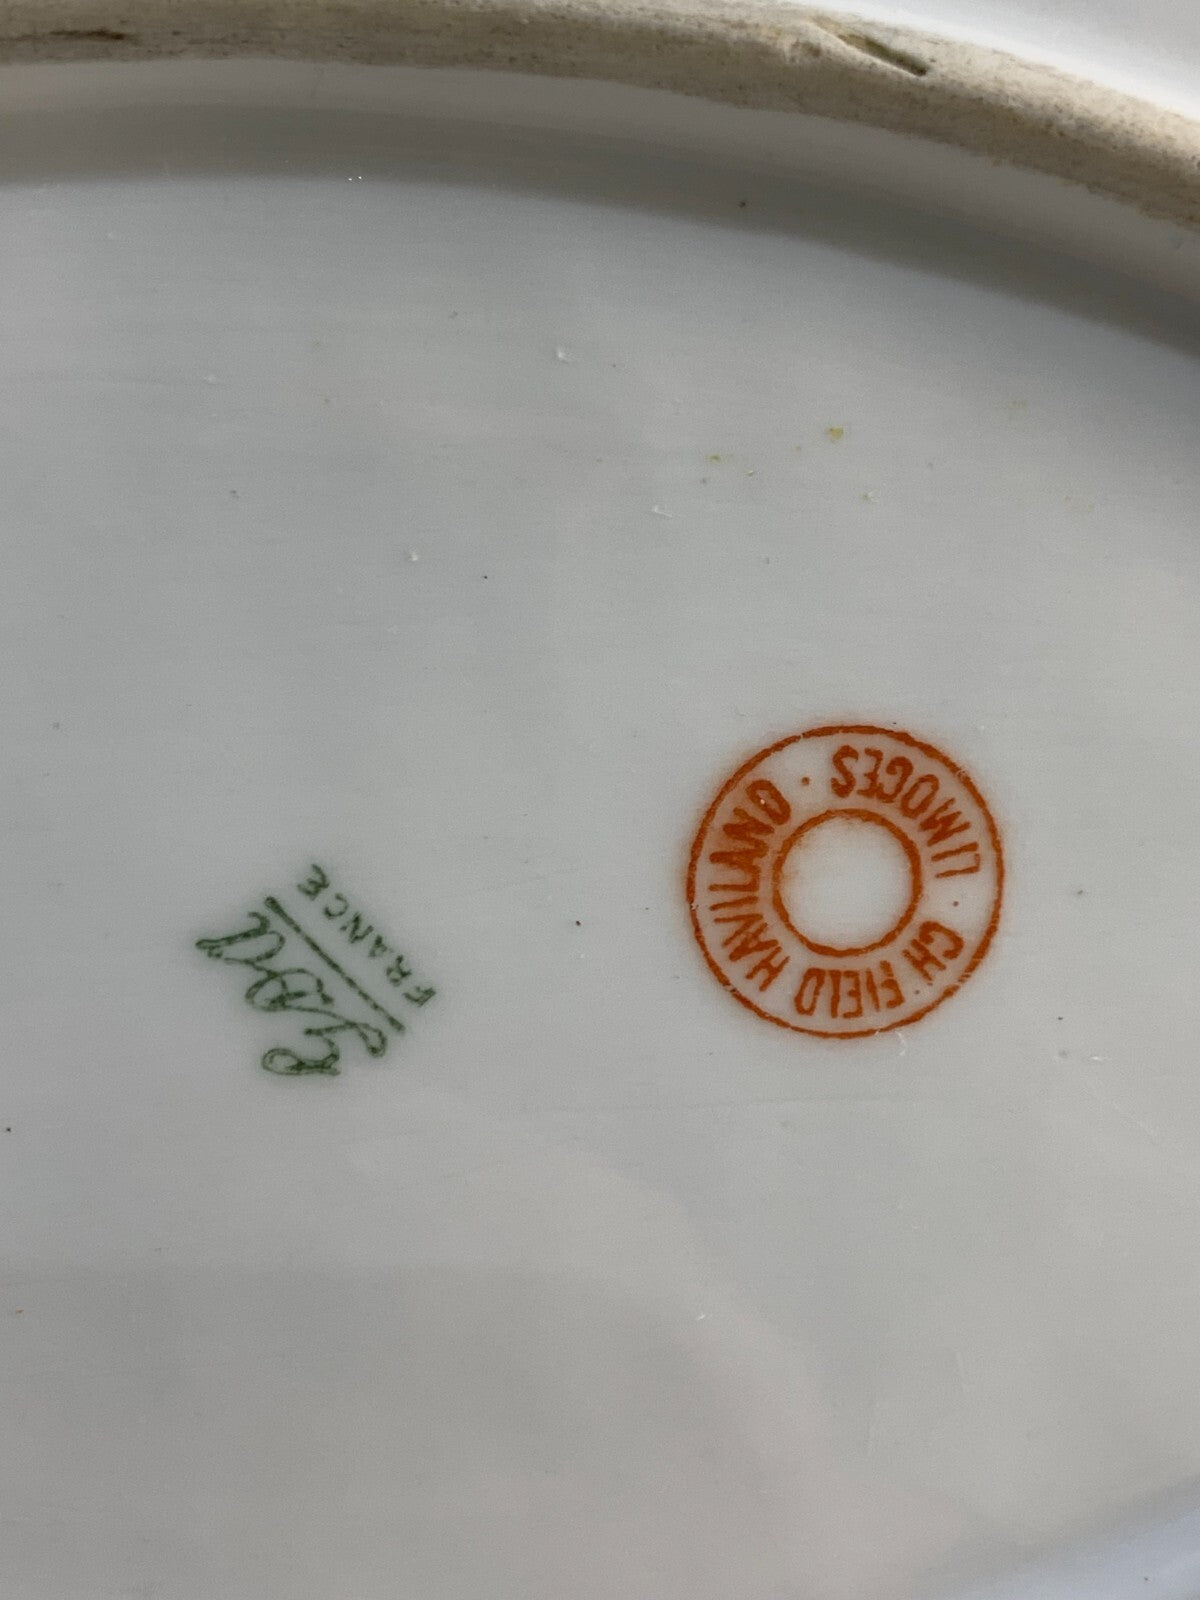 CH FIELD HAVILAND · LIMOGES ·
GDA
FRANCE